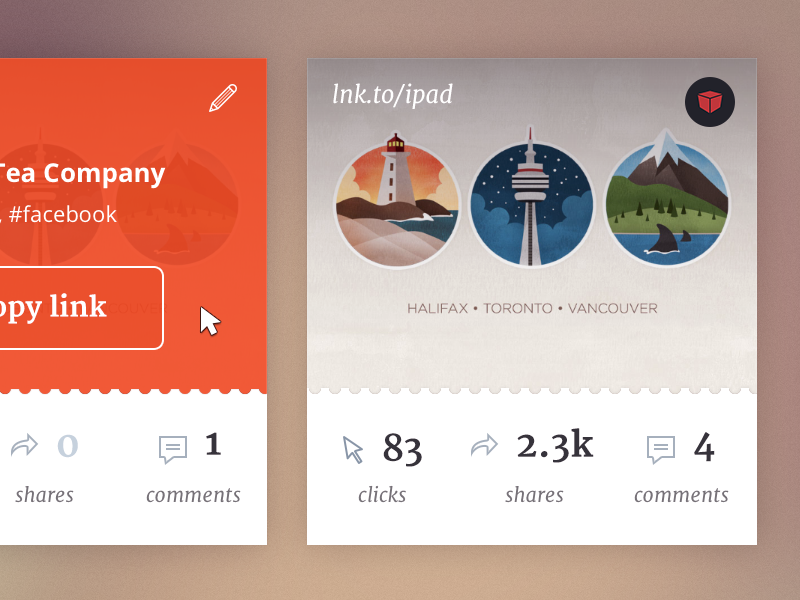 Tea Company
, #facebook
opy link
0
shares
1
comments
lnk.to/ipad
HALIFAX • TORONTO • VANCOUVER
83
clicks
2.3k
shares
4
comments